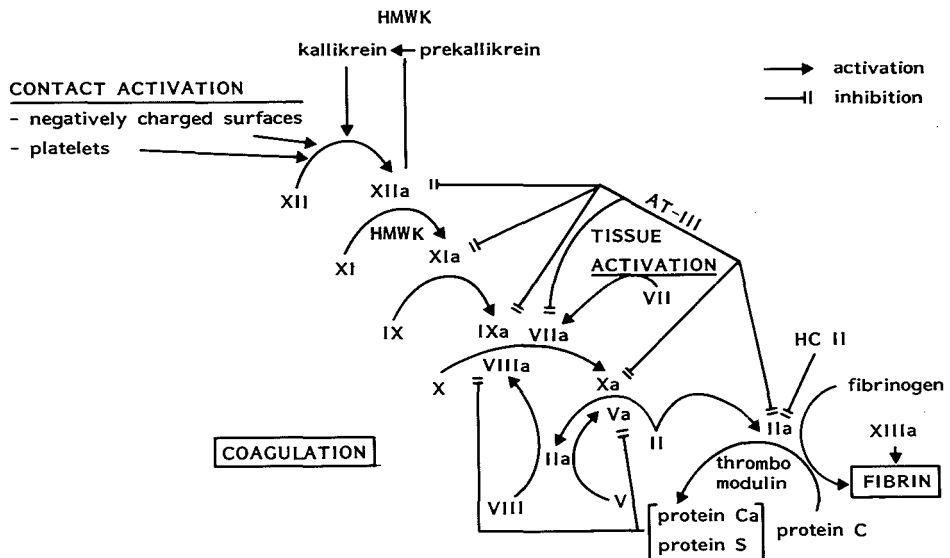 HMWK
kallikrein prekallikrein
CONTACT ACTIVATION
- negatively charged surfaces
- platelets
activation
inhibition
XII
XIIa
AT-III
HMWK
XI
XIa
TISSUE
ACTIVATION
VII
IX
IXa
VIIa
VIIIa
X
Xa
HC II
fibrinogen
Va
II
IIa
IIa
XIIIa
COAGULATION
thrombo
modulin
FIBRIN
VIII
V
protein Ca
protein S
protein C